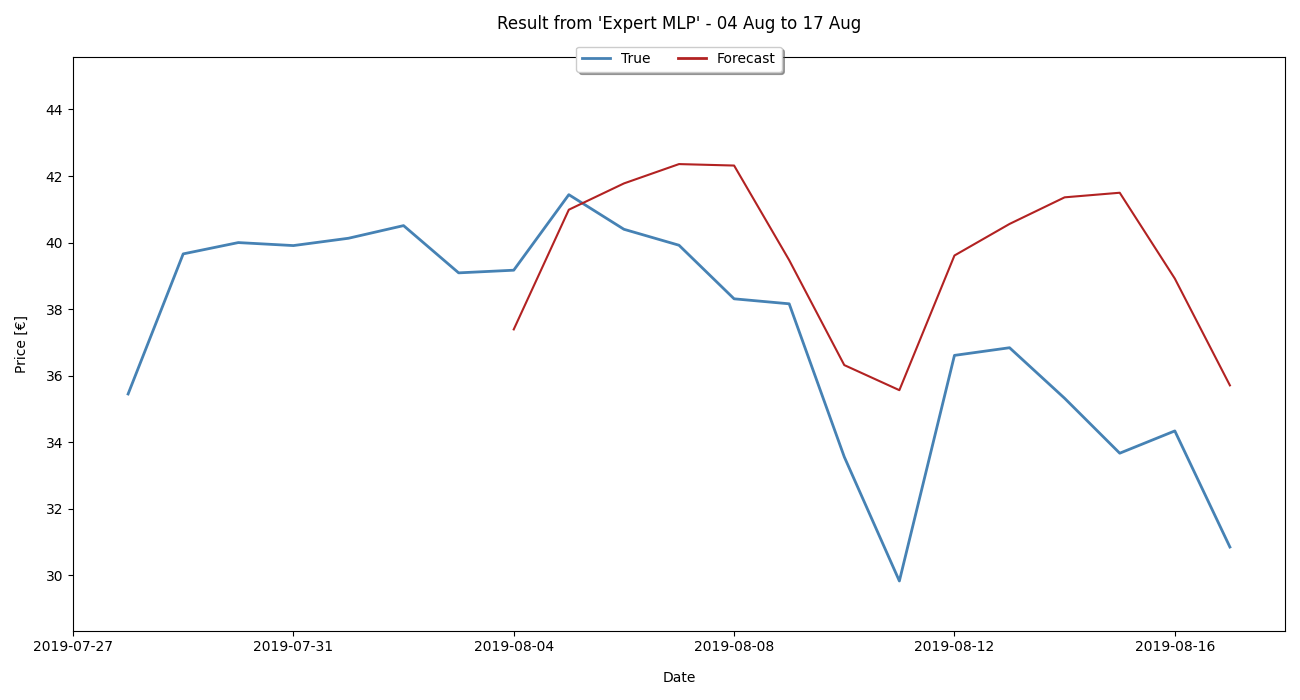 Result from 'Expert MLP' - 04 Aug to 17 Aug
True Forecast
44
42
40
38
36
34
32
30
Price [€]
2019-07-27 2019-07-31 2019-08-04 2019-08-08 2019-08-12 2019-08-16
Date